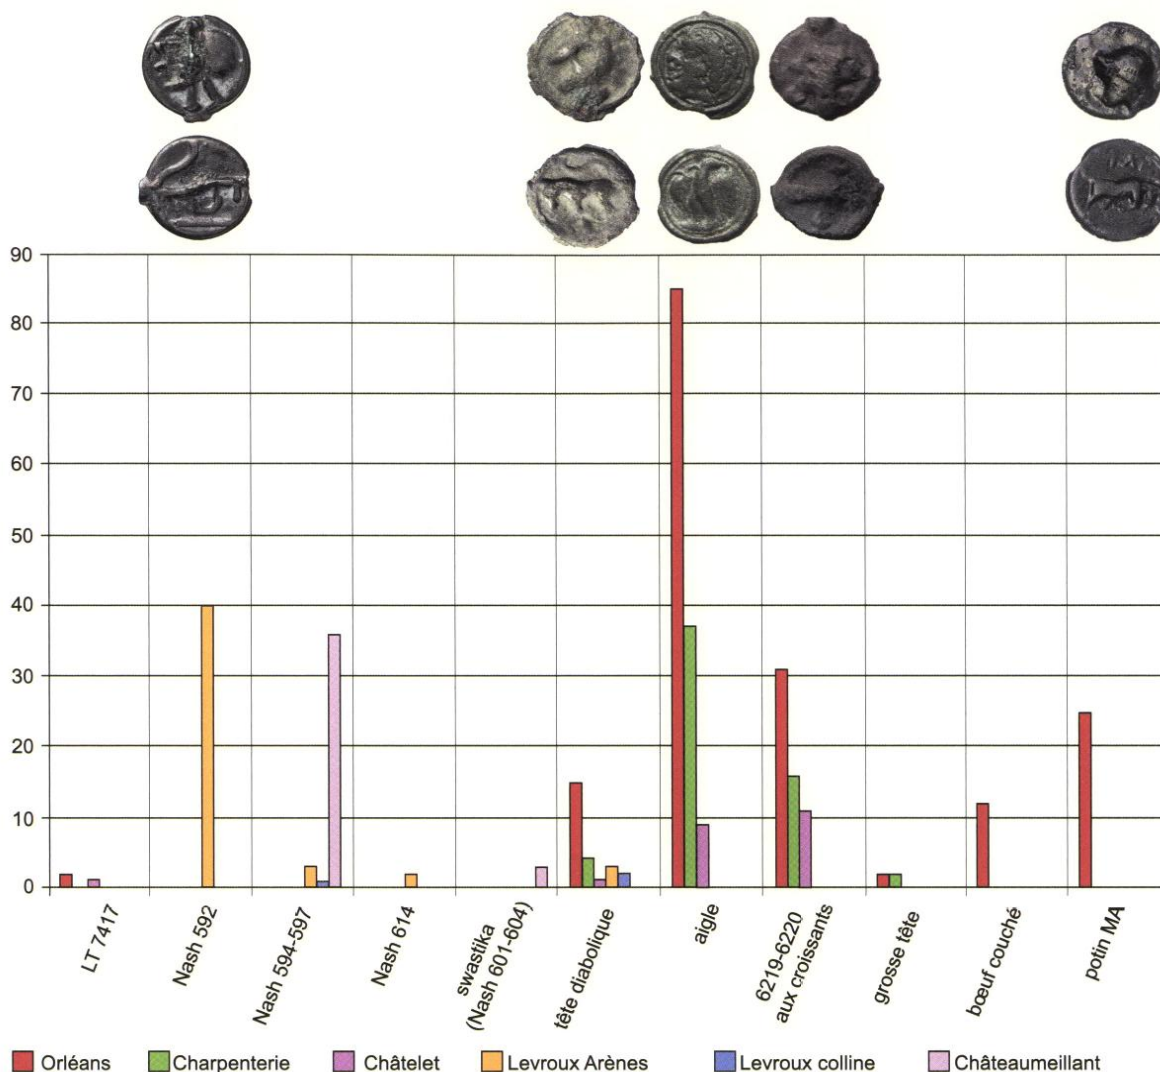 90
80
70
60
50
40
30
20
10
0
LT 7417
Nash 592
Nash 594-597
Nash 614
swastika
(Nash 601-604)
tête diabolique
aigle
6219-6220
aux croissants
grosse tête
bœuf couché
potin MA
Orléans Charpenterie Châtelet Levroux Arènes Levroux colline Châteaumeillant